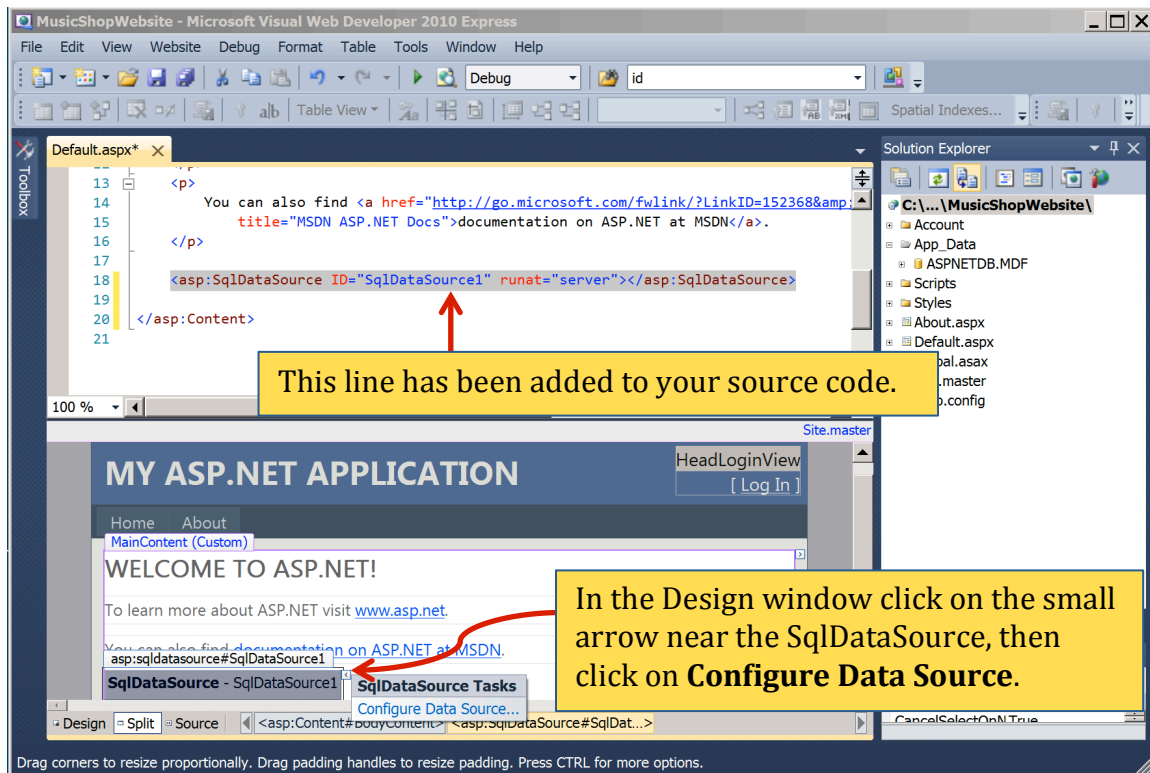 MusicShopWebsite - Microsoft Visual Web Developer 2010 Express
File Edit View Website Debug Format Table Tools Window Help
Debug id
Table View Spatial Indexes...
Toolbox
Default.aspx*
13 <p>
14 You can also find <a href="http://go.microsoft.com/fwlink/?LinkID=152368&amp;
15 title="MSDN ASP.NET Docs">documentation on ASP.NET at MSDN</a>.
16 </p>
17
18 <asp:SqlDataSource ID="SqlDataSource1" runat="server"></asp:SqlDataSource>
19
20 </asp:Content>
21
This line has been added to your source code.
100 %
Solution Explorer
C:\...\MusicShopWebsite\
Account
App_Data
ASPNETDB.MDF
Scripts
Styles
About.aspx
Default.aspx
bal.asax
.master
.config
Site.master
MY ASP.NET APPLICATION
HeadLoginView
[ Log In ]
Home About
MainContent (Custom)
WELCOME TO ASP.NET!
To learn more about ASP.NET visit www.asp.net.
You can also find documentation on ASP.NET at MSDN.
asp:sqldatasource#SqlDataSource1
SqlDataSource - SqlDataSource1
SqlDataSource Tasks
Configure Data Source...
In the Design window click on the small
arrow near the SqlDataSource, then
click on Configure Data Source.
Design Split Source <asp:Content#BodyContent> <asp:SqlDataSource#SqlDat...>
CancelSelectOnN True
Drag corners to resize proportionally. Drag padding handles to resize padding. Press CTRL for more options.